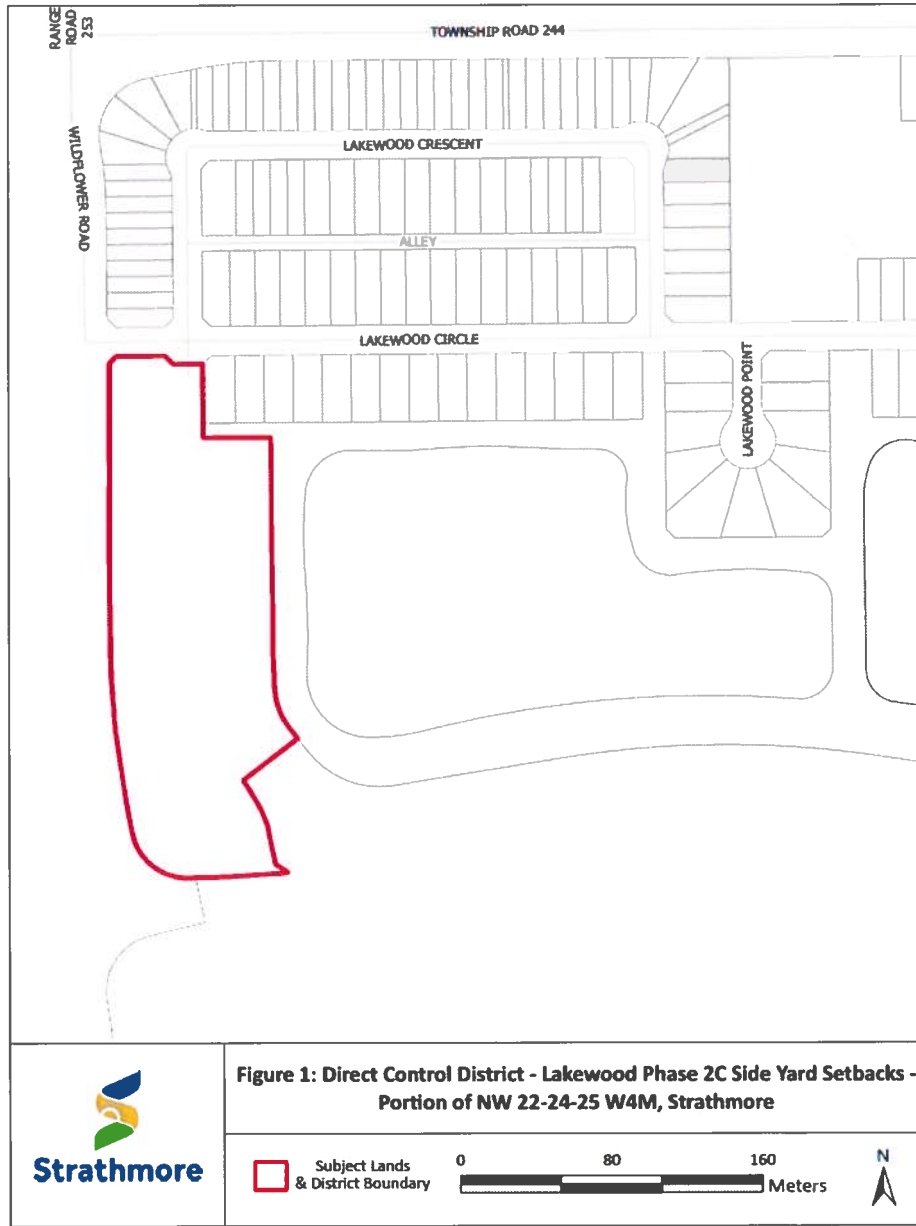 RANGE
ROAD
253
TOWNSHIP ROAD 244
WILDFLOWER ROAD
LAKEWOOD CRESCENT
ALLEY
LAKEWOOD CIRCLE
LAKEWOOD POINT
Strathmore
Figure 1: Direct Control District - Lakewood Phase 2C Side Yard Setbacks -
Portion of NW 22-24-25 W4M, Strathmore
Subject Lands
& District Boundary
0 80 160
Meters
N